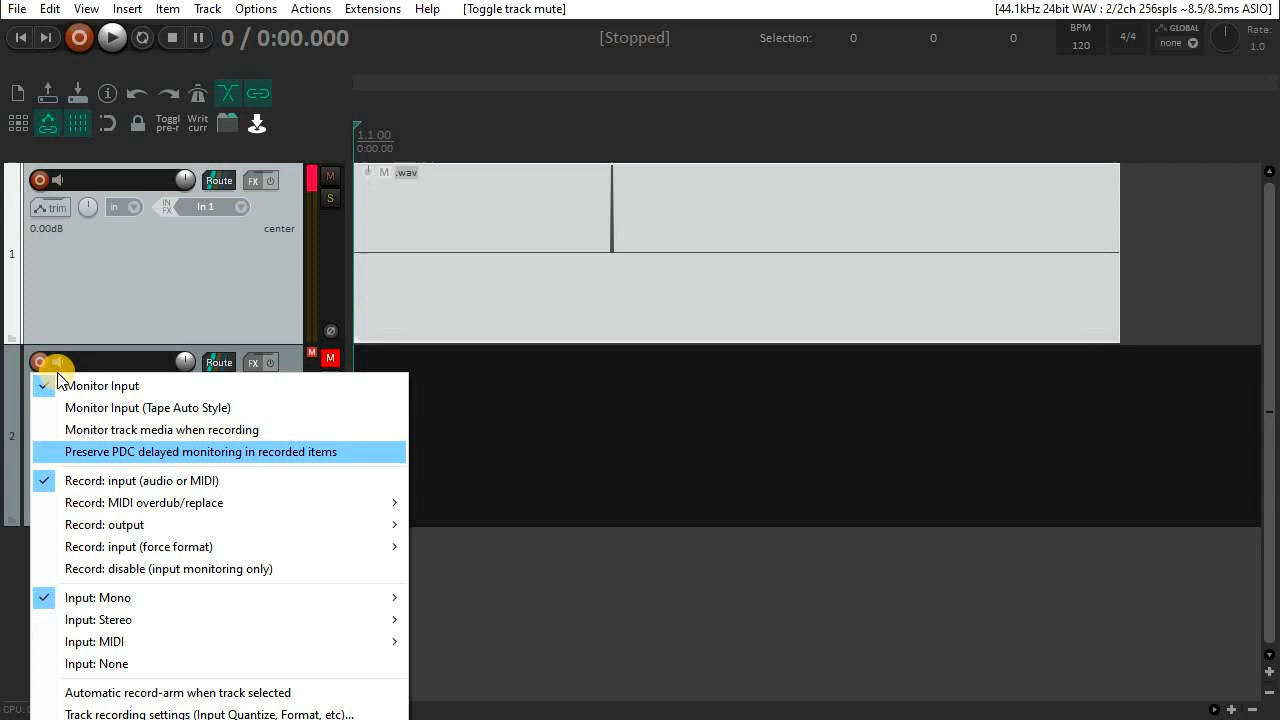 File Edit View Insert Item Track Options Actions Extensions Help [Toggle track mute] [44.1kHz 24bit WAV : 2/2ch 256spls ~8.5/8.5ms ASIO]
0 / 0:00.000 [Stopped] Selection: 0 0 0 BPM 120 4/4 GLOBAL none Rate: 1.0
Toggl pre-r
Writ curr
1.1.00
0:00.00
Route FX M M .wav
S
trim in IN FX In 1
0.00dB center
1
Route FX M M
2
Monitor Input
Monitor Input (Tape Auto Style)
Monitor track media when recording
Preserve PDC delayed monitoring in recorded items
Record: input (audio or MIDI)
Record: MIDI overdub/replace
Record: output
Record: input (force format)
Record: disable (input monitoring only)
Input: Mono
Input: Stereo
Input: MIDI
Input: None
Automatic record-arm when track selected
Track recording settings (Input Quantize, Format, etc)...